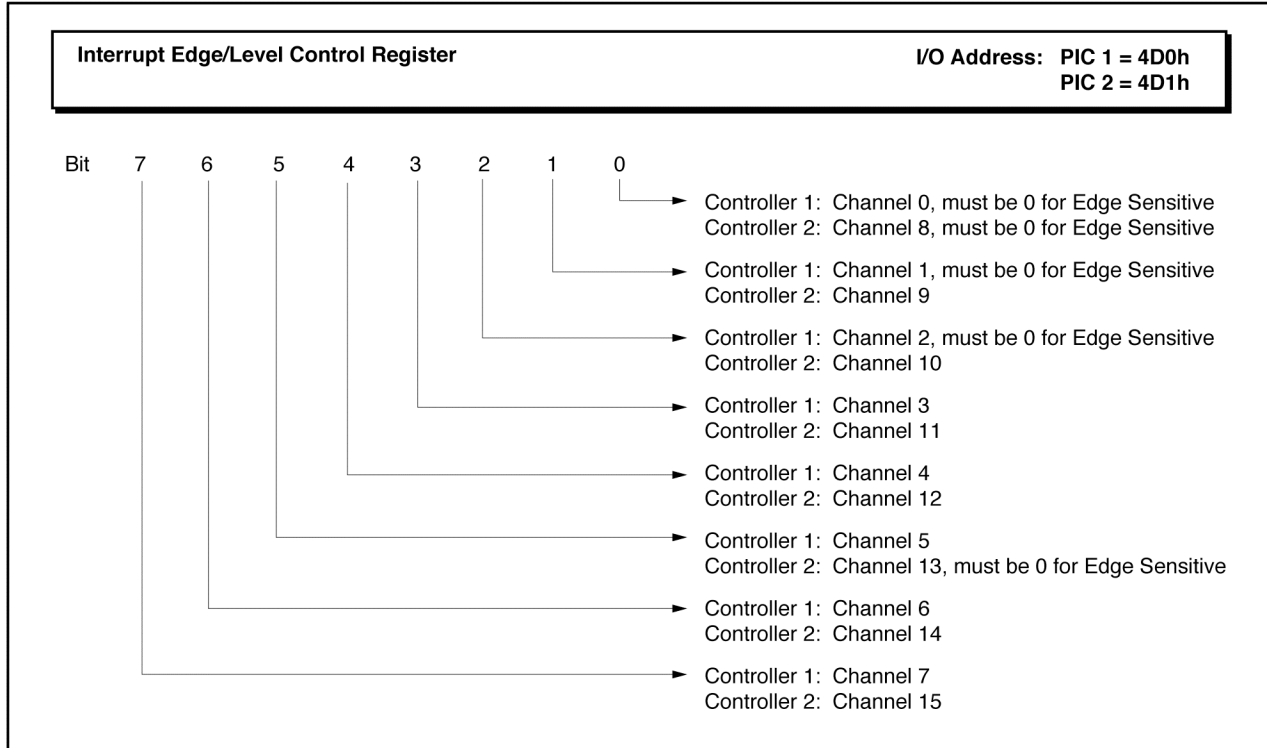 Interrupt Edge/Level Control Register
I/O Address: PIC 1 = 4D0h
PIC 2 = 4D1h
Bit 7 6 5 4 3 2 1 0
Controller 1: Channel 0, must be 0 for Edge Sensitive
Controller 2: Channel 8, must be 0 for Edge Sensitive
Controller 1: Channel 1, must be 0 for Edge Sensitive
Controller 2: Channel 9
Controller 1: Channel 2, must be 0 for Edge Sensitive
Controller 2: Channel 10
Controller 1: Channel 3
Controller 2: Channel 11
Controller 1: Channel 4
Controller 2: Channel 12
Controller 1: Channel 5
Controller 2: Channel 13, must be 0 for Edge Sensitive
Controller 1: Channel 6
Controller 2: Channel 14
Controller 1: Channel 7
Controller 2: Channel 15